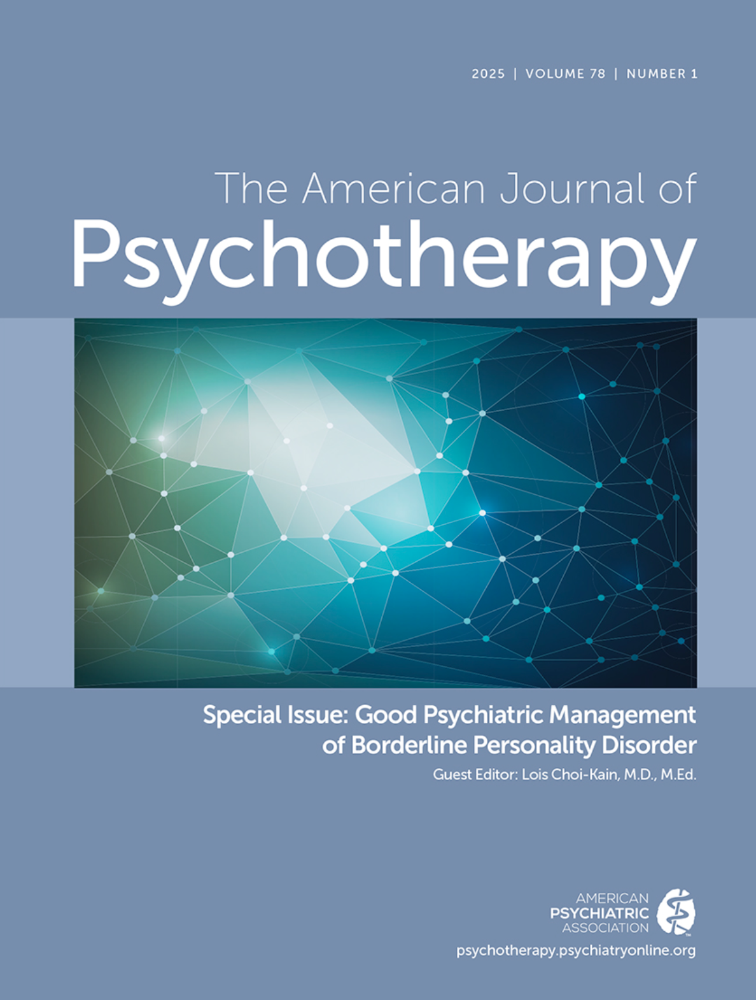 2025 | VOLUME 78 | NUMBER 1
The American Journal of
Psychotherapy
Special Issue: Good Psychiatric Management
of Borderline Personality Disorder
Guest Editor: Lois Choi-Kain, M.D., M.Ed.
AMERICAN
PSYCHIATRIC
ASSOCIATION
™
psychotherapy.psychiatryonline.org